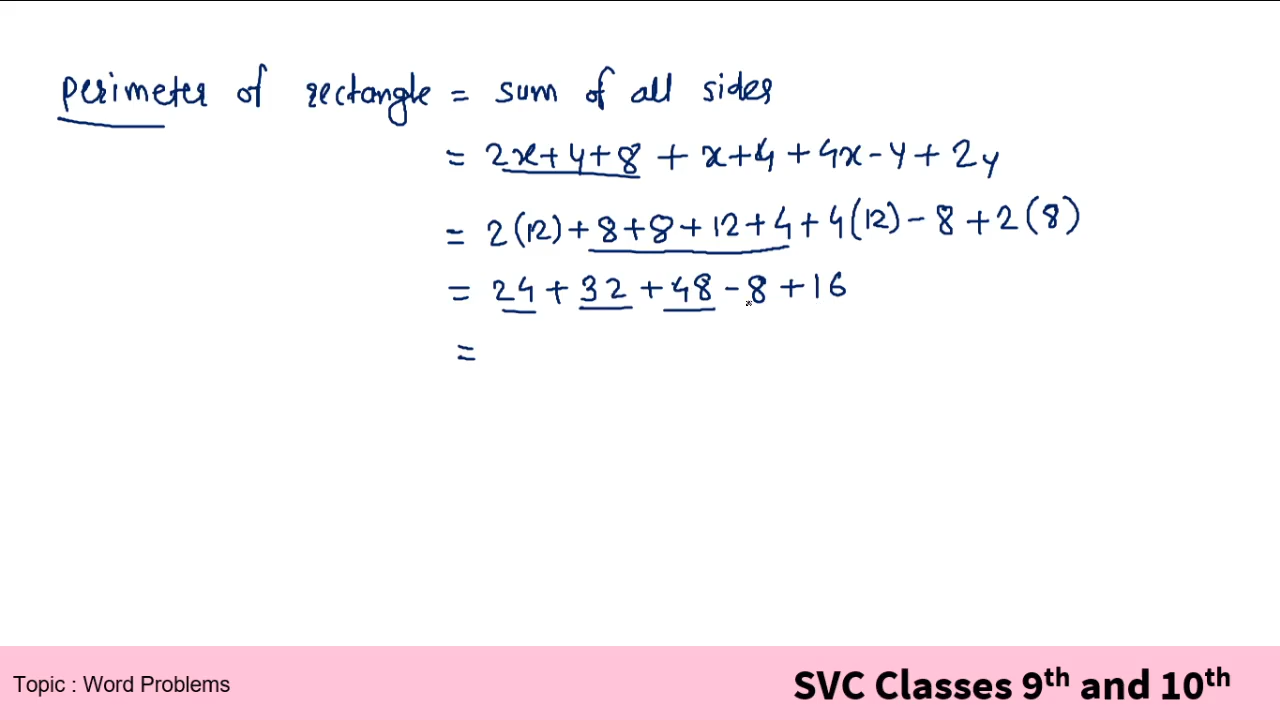 perimeter of rectangle = sum of all sides
= 2x+y+8 + x+4 + 4x - y + 2y
= 2(12) + 8+8+12+4 + 4(12) - 8 + 2(8)
= 24 + 32 + 48 - 8 + 16
=
Topic : Word Problems
SVC Classes 9th and 10th